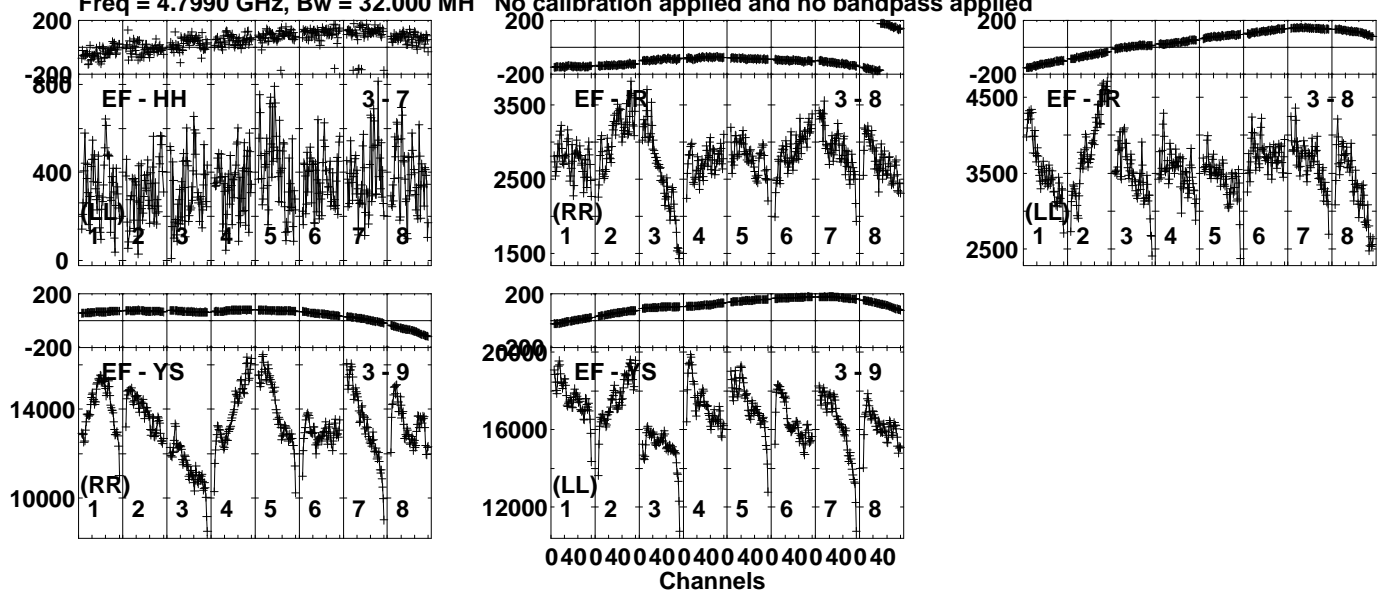 Freq = 4.7990 GHz, Bw = 32.000 MH No calibration applied and no bandpass applied
200
-200
800
EF - HH 3 - 7
400
(LL)
1 2 3 4 5 6 7 8
0
200
-200
EF - IR 3 - 8
3500
2500
(RR)
1 2 3 4 5 6 7 8
1500
200
-200
4500 EF - IR 3 - 8
3500
(LL)
1 2 3 4 5 6 7 8
2500
200
-200
EF - YS 3 - 9
14000
10000 (RR)
1 2 3 4 5 6 7 8
200
-200
20000
EF - YS 3 - 9
16000
(LL)
12000 1 2 3 4 5 6 7 8
0 40 0 40 0 40 0 40 0 40 0 40 0 40 0 40
Channels